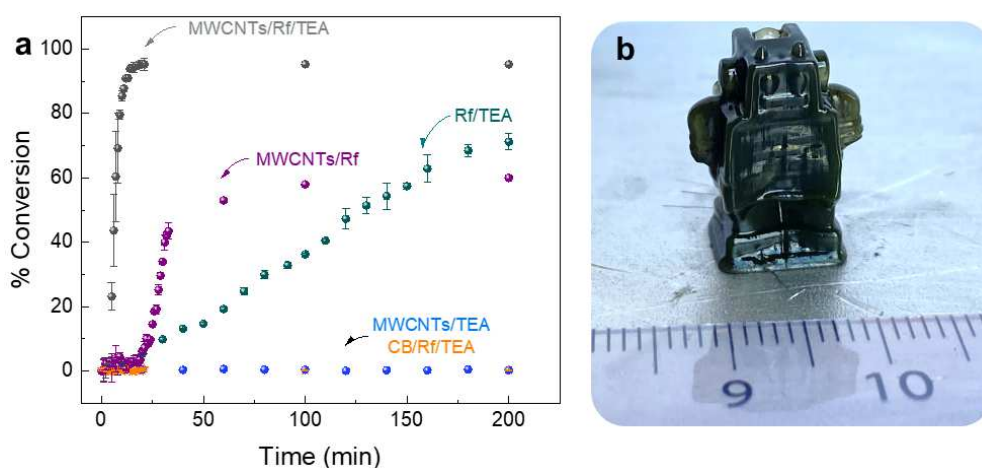 a
MWCNTs/Rf/TEA
Rf/TEA
MWCNTs/Rf
MWCNTs/TEA
CB/Rf/TEA
% Conversion
100
80
60
40
20
0
0
50
100
150
200
Time (min)
b
9
10